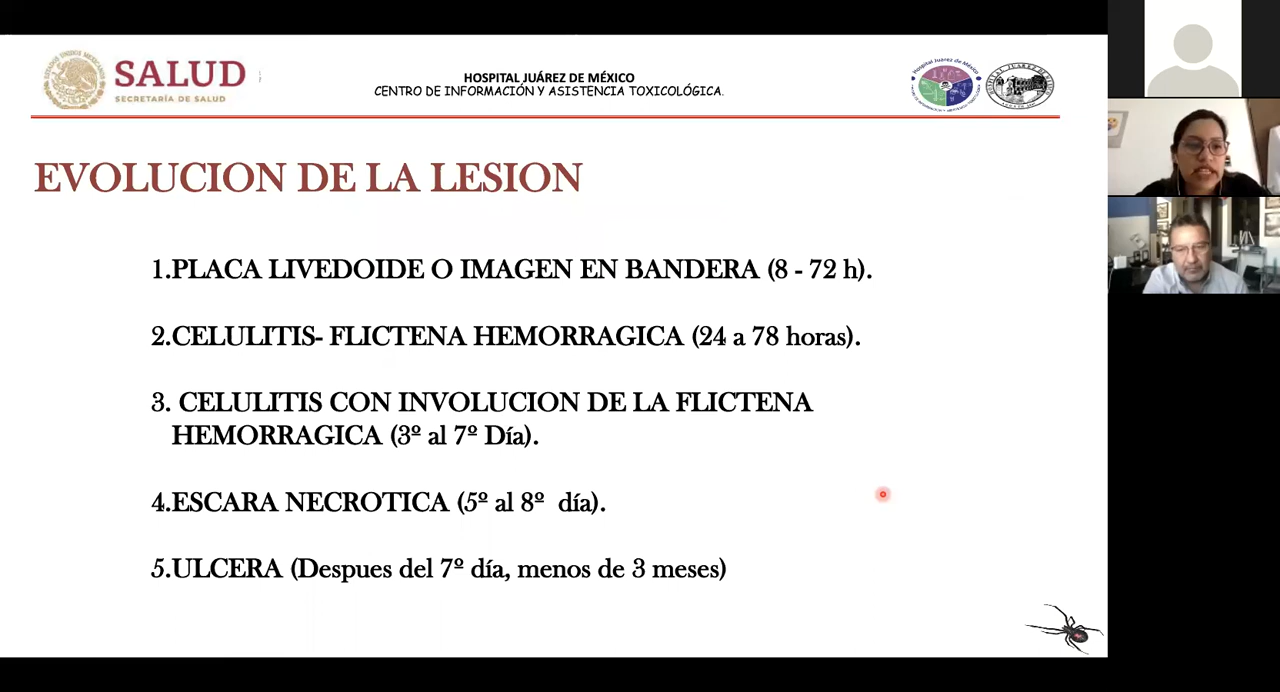 SALUD
SECRETARÍA DE SALUD
HOSPITAL JUÁREZ DE MÉXICO
CENTRO DE INFORMACIÓN Y ASISTENCIA TOXICOLÓGICA.
EVOLUCION DE LA LESION
1.PLACA LIVEDOIDE O IMAGEN EN BANDERA (8 - 72 h).
2.CELULITIS- FLICTENA HEMORRAGICA (24 a 78 horas).
3. CELULITIS CON INVOLUCION DE LA FLICTENA
HEMORRAGICA (3º al 7º Día).
4.ESCARA NECROTICA (5º al 8º día).
5.ULCERA (Despues del 7º día, menos de 3 meses)